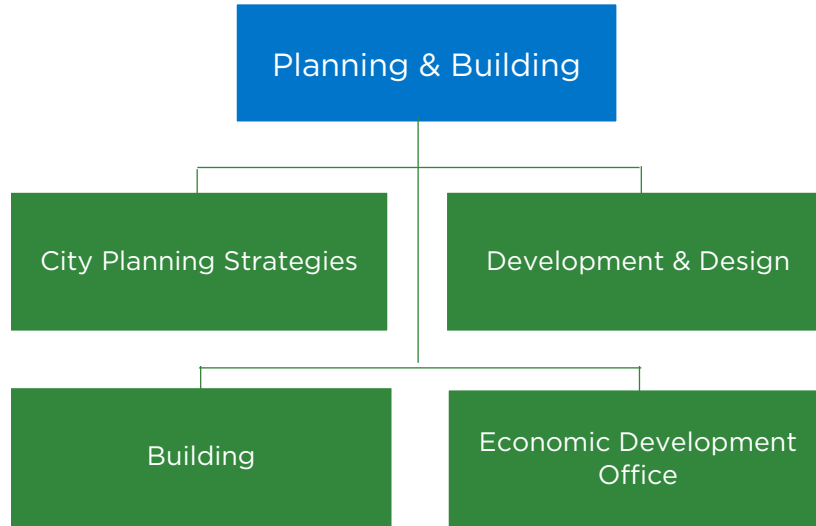 Planning & Building
City Planning Strategies
Development & Design
Building
Economic Development
Office